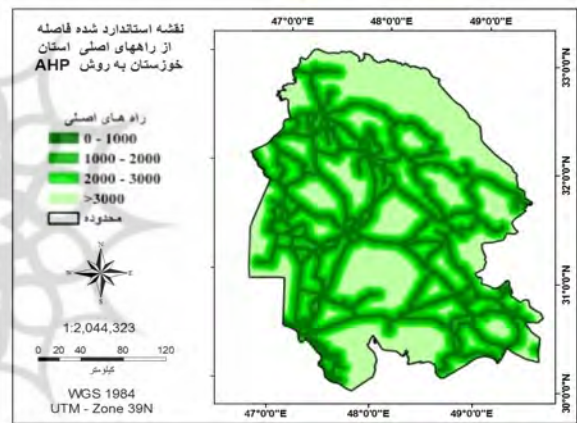 نقشه استاندارد شده فاصله
از راههای اصلی استان
خوزستان به روش AHP
راه های اصلی
0 - 1000
1000 - 2000
2000 - 3000
>3000
محدوده
N
E
S
1:2,044,323
0 20 40 60 80 120
کیلومتر
WGS 1984
UTM - Zone 39N
47°0'0"E 48°0'0"E 49°0'0"E
33°0'0"N
32°0'0"N
31°0'0"N
30°0'0"N
47°0'0"E 48°0'0"E 49°0'0"E